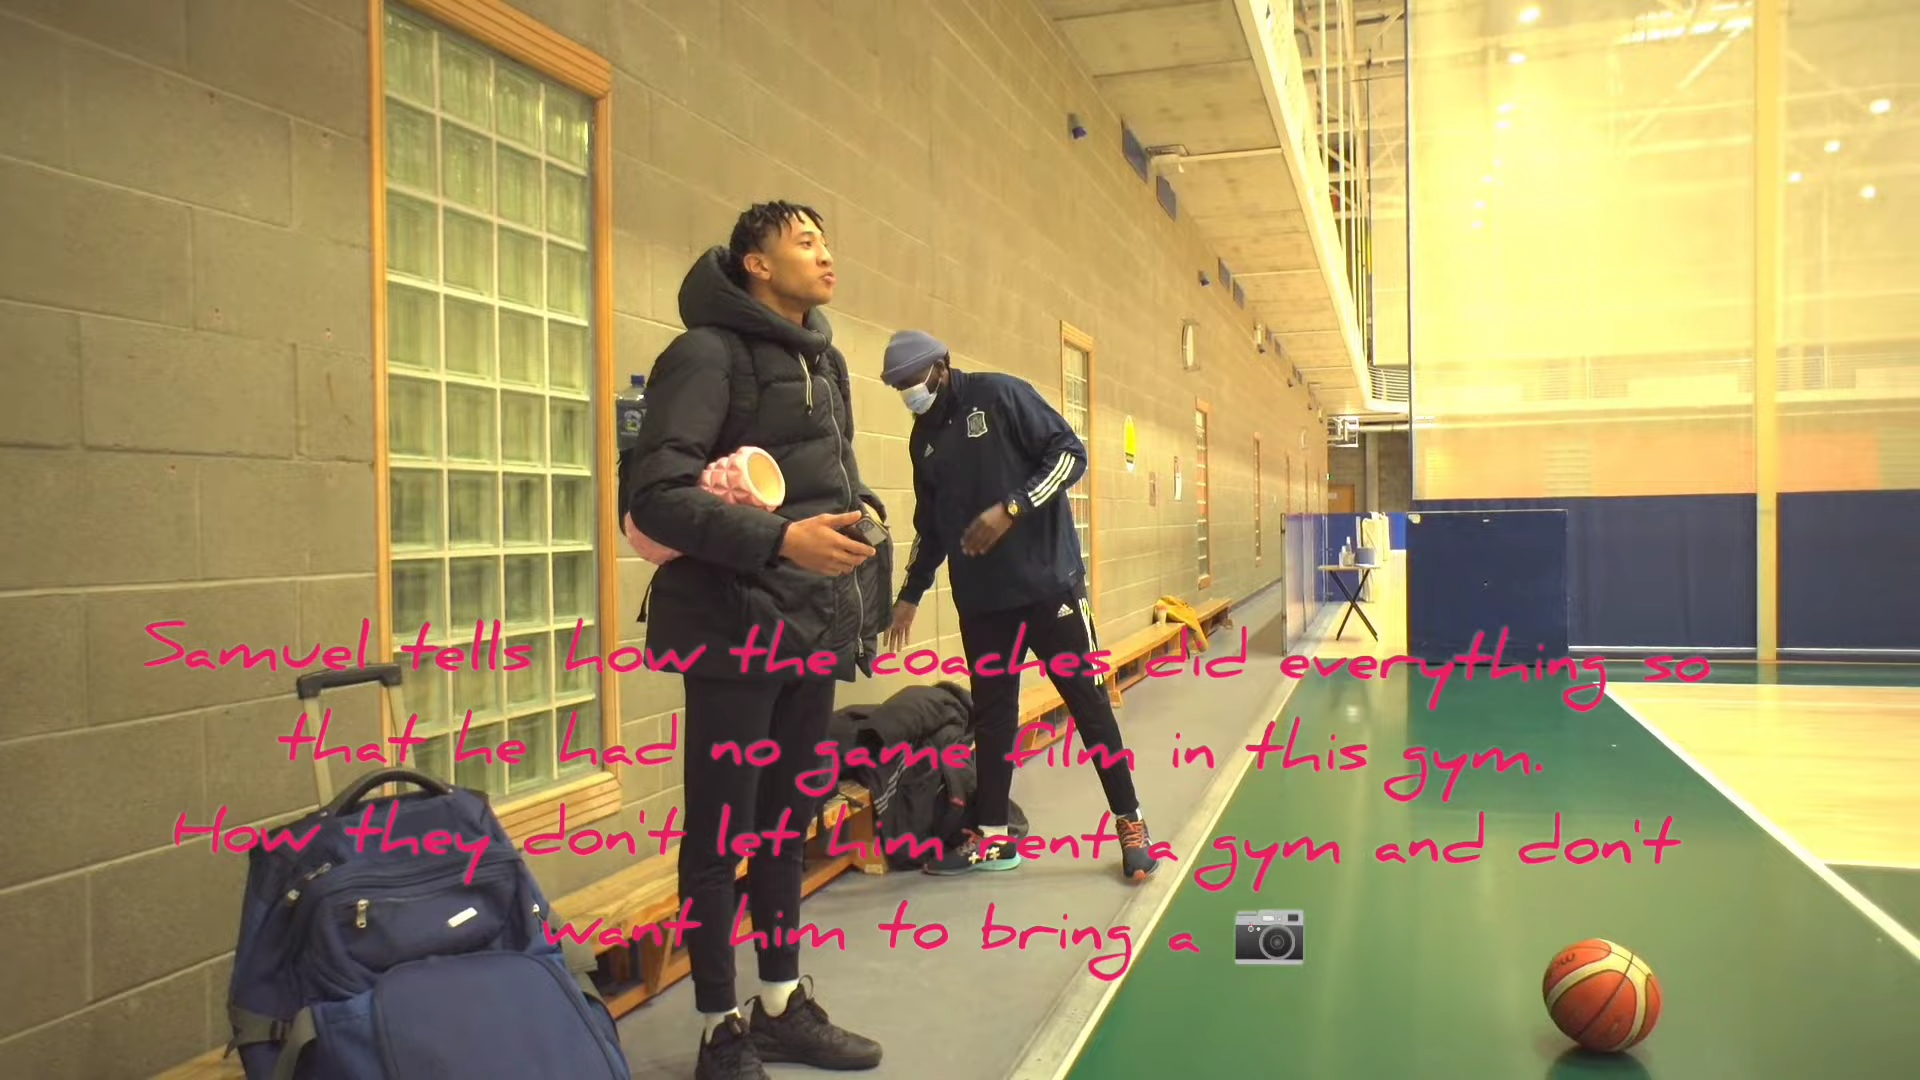 Samuel tells how the coaches did everything so
that he had no game film in this gym.
How they don't let him rent a gym and don't
want him to bring a 📷